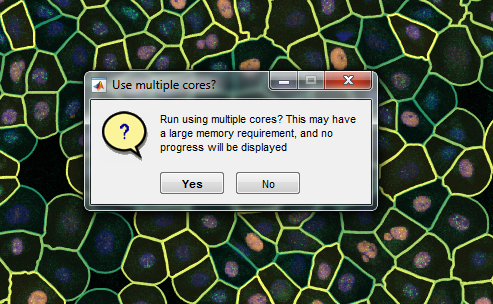 Use multiple cores?
Run using multiple cores? This may have
a large memory requirement, and no
progress will be displayed
Yes
No